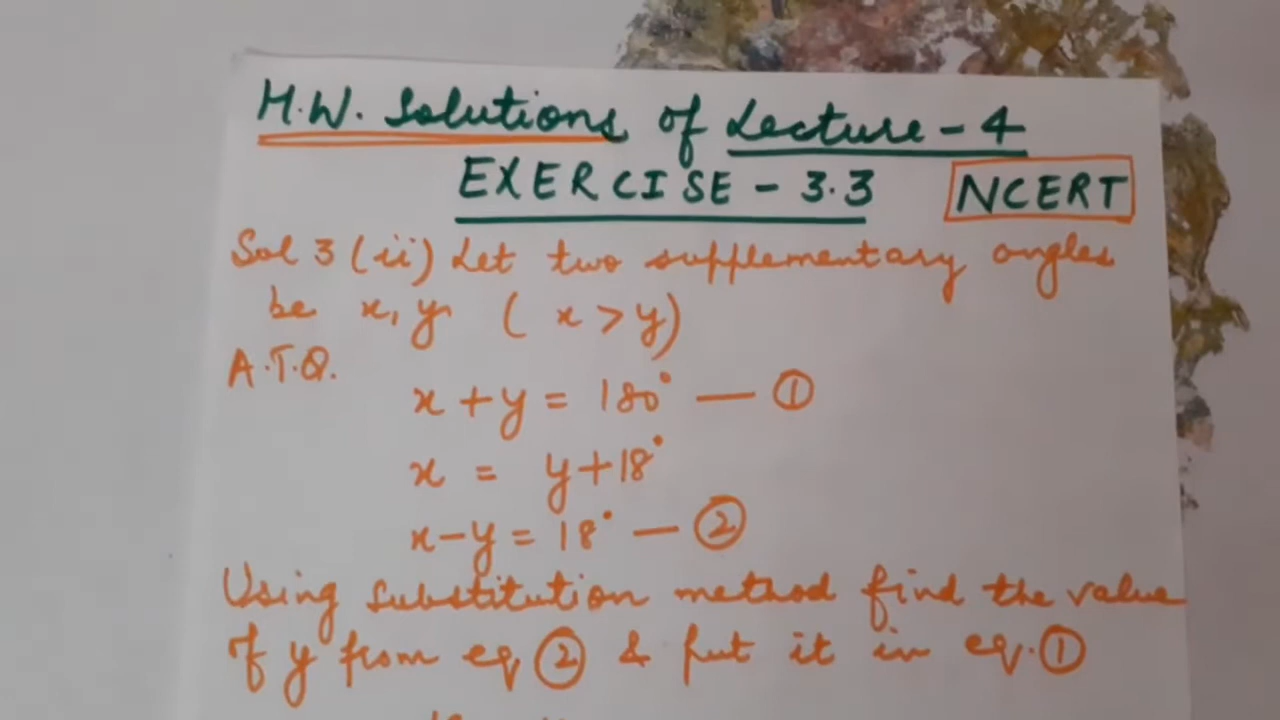 H.W. Solutions of Lecture - 4
EXERCISE - 3.3 NCERT
Sol 3 (ii) Let two supplementary angles
be x, y ( x > y)
A.T.Q.
x + y = 180° — ①
x = y + 18°
x - y = 18° — ②
Using substitution method find the value
of y from eq ② & put it in eq. ①